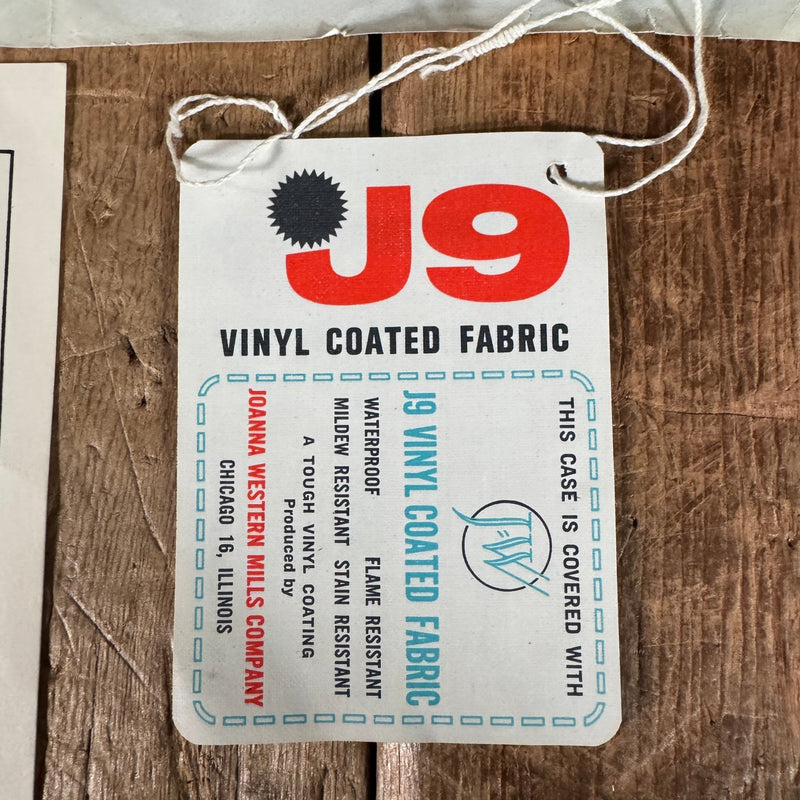 J9
VINYL COATED FABRIC
THIS CASE IS COVERED WITH
J-W
J9 VINYL COATED FABRIC
WATERPROOF FLAME RESISTANT
MILDEW RESISTANT STAIN RESISTANT
A TOUGH VINYL COATING
Produced by
JOANNA WESTERN MILLS COMPANY
CHICAGO 16, ILLINOIS